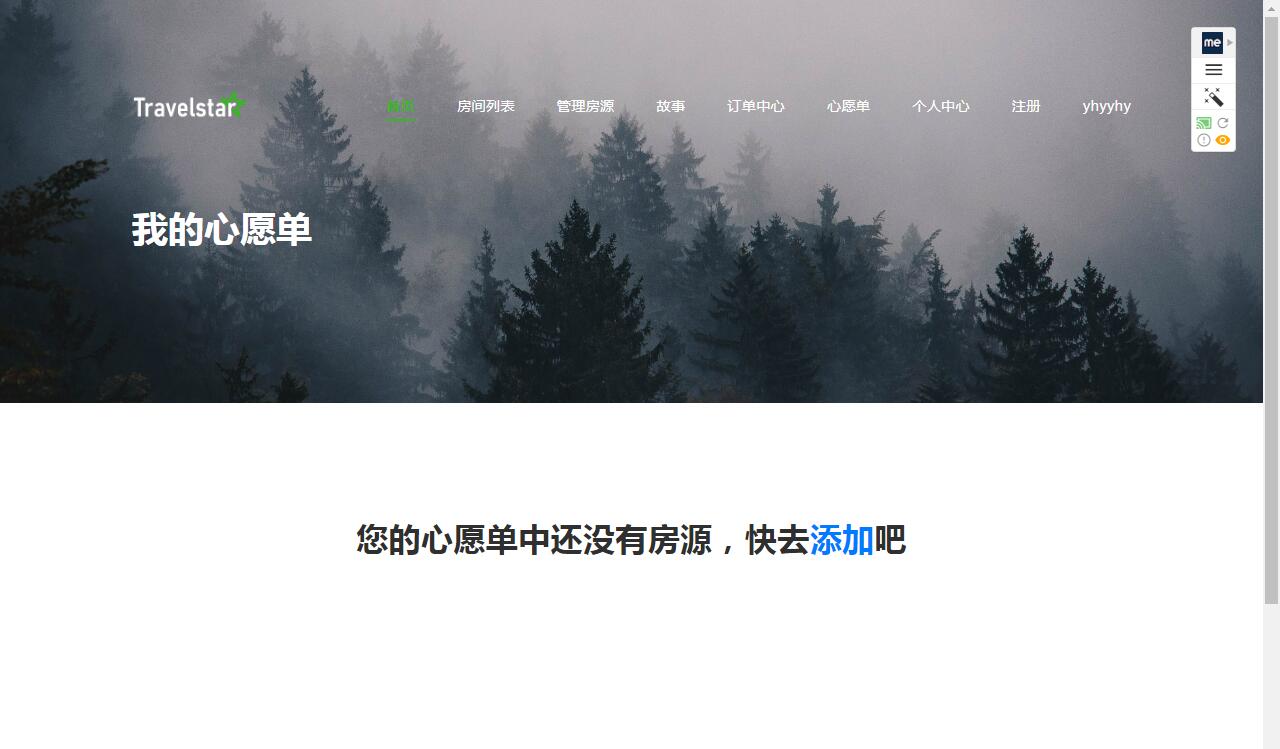 me
Travelstar
首页 房间列表 管理房源 故事 订单中心 心愿单 个人中心 注册 yhyyhy
我的心愿单
您的心愿单中还没有房源，快去添加吧